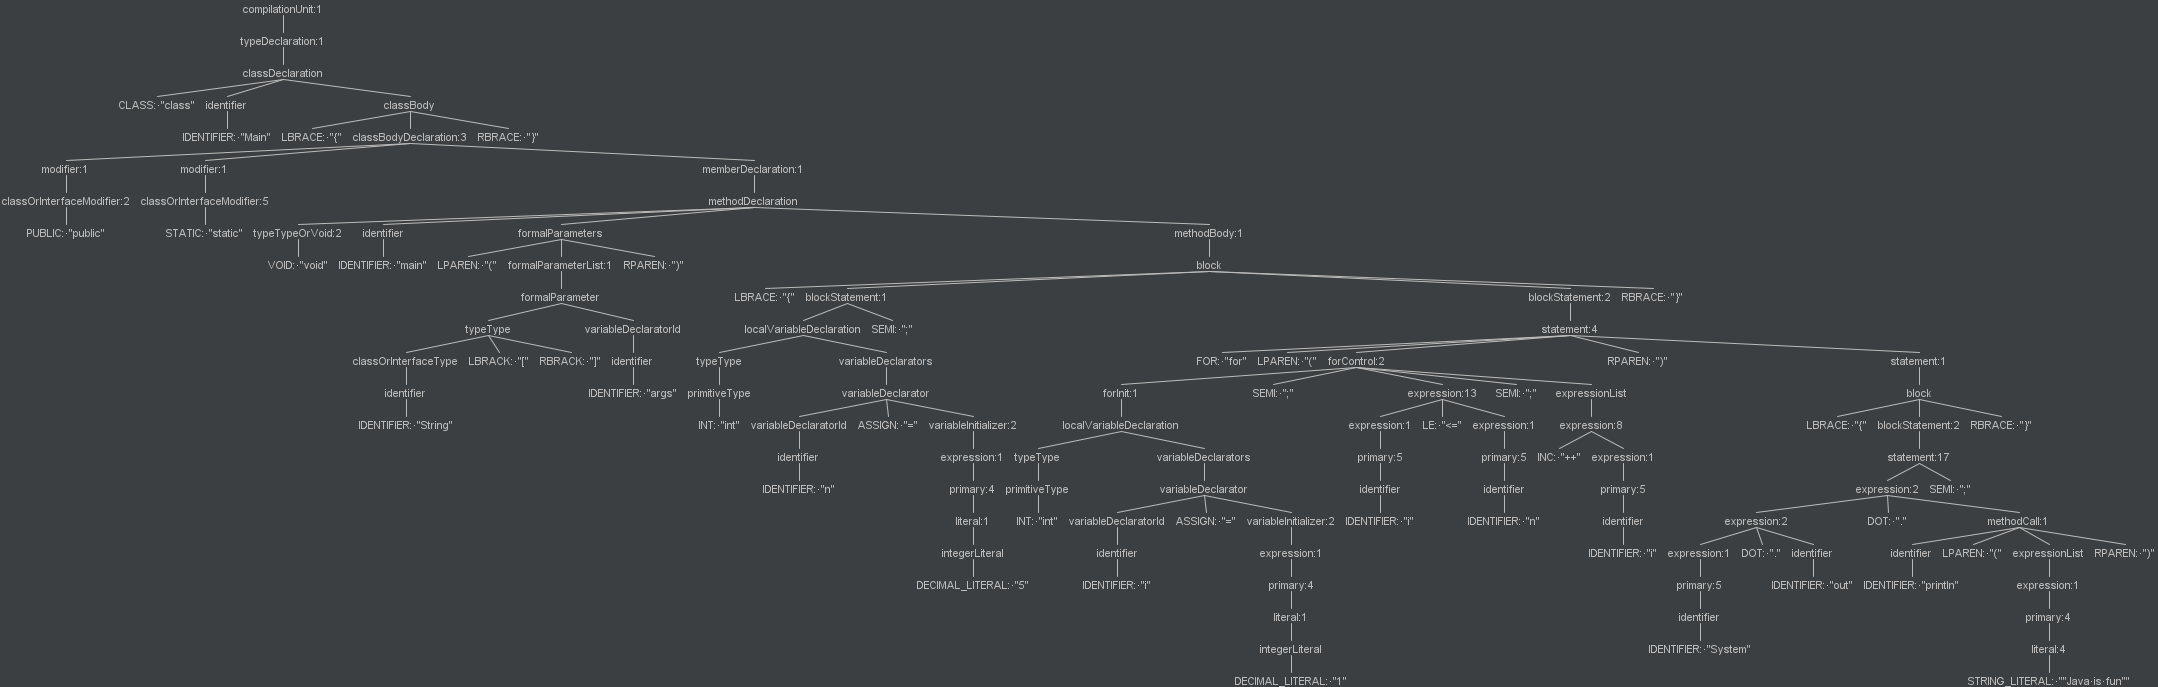 compilationUnit:1
typeDeclaration:1
classDeclaration
CLASS:·"class" identifier classBody
IDENTIFIER:·"Main" LBRACE:·"{" classBodyDeclaration:3 RBRACE:·"}"
modifier:1 modifier:1 memberDeclaration:1
classOrInterfaceModifier:2 classOrInterfaceModifier:5 methodDeclaration
PUBLIC:·"public" STATIC:·"static" typeTypeOrVoid:2 identifier formalParameters methodBody:1
VOID:·"void" IDENTIFIER:·"main" LPAREN:·"(" formalParameterList:1 RPAREN:·")" block
formalParameter LBRACE:·"{" blockStatement:1 blockStatement:2 RBRACE:·"}"
typeType variableDeclaratorId localVariableDeclaration SEMI:·";" statement:4
classOrInterfaceType LBRACK:·"[" RBRACK:·"]" identifier typeType variableDeclarators FOR:·"for" LPAREN:·"(" forControl:2 RPAREN:·")" statement:1
identifier IDENTIFIER:·"args" primitiveType variableDeclarator forInit:1 SEMI:·";" expression:13 SEMI:·";" expressionList block
IDENTIFIER:·"String" INT:·"int" variableDeclaratorId ASSIGN:·"=" variableInitializer:2 localVariableDeclaration expression:1 LE:·"<=" expression:1 expression:8 LBRACE:·"{" blockStatement:2 RBRACE:·"}"
identifier expression:1 typeType variableDeclarators primary:5 primary:5 INC:·"++" expression:1 statement:17
IDENTIFIER:·"n" primary:4 primitiveType variableDeclarator identifier identifier primary:5 expression:2 SEMI:·";"
literal:1 INT:·"int" variableDeclaratorId ASSIGN:·"=" variableInitializer:2 IDENTIFIER:·"i" IDENTIFIER:·"n" identifier expression:2 DOT:·"." methodCall:1
integerLiteral identifier expression:1 IDENTIFIER:·"i" expression:1 DOT:·"." identifier identifier LPAREN:·"(" expressionList RPAREN:·")"
DECIMAL_LITERAL:·"5" IDENTIFIER:·"i" primary:4 primary:5 IDENTIFIER:·"out" IDENTIFIER:·"println" expression:1
literal:1 identifier primary:4
integerLiteral IDENTIFIER:·"System" literal:4
DECIMAL_LITERAL:·"1" STRING_LITERAL:·""Java·is·fun""